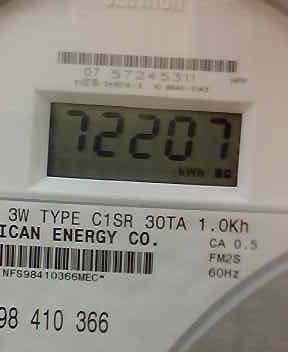 07 57245311
72207
KWH
3W TYPE C1SR 30TA 1.0Kh
ICAN ENERGY CO.
CA 0.5
FM2S
60Hz
NFS98410366MEC
98 410 366